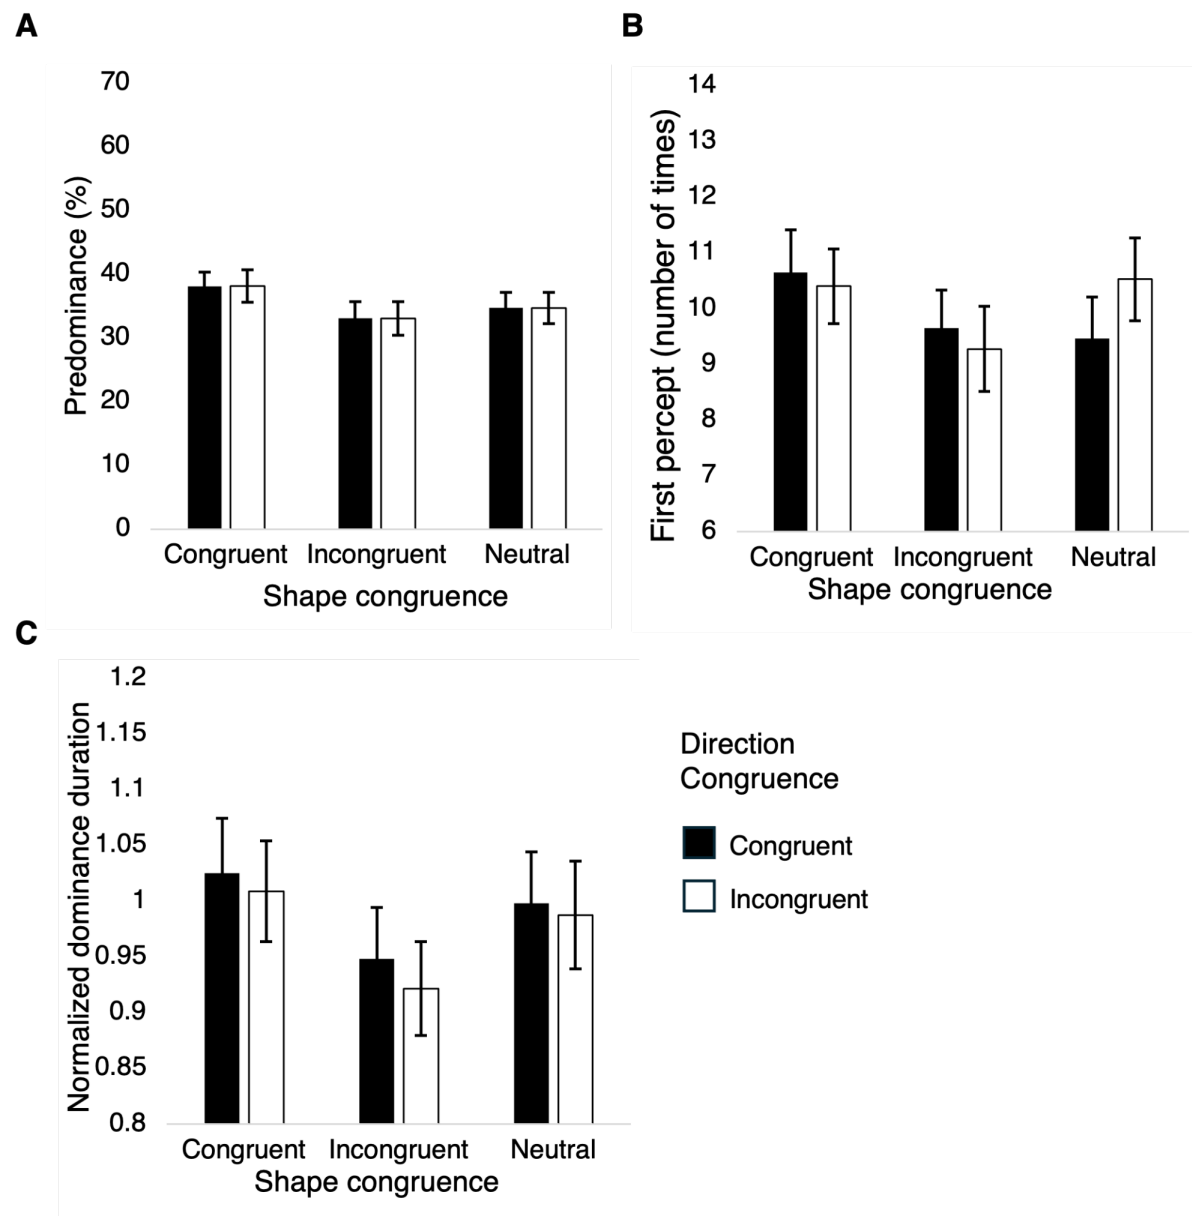 A
Predominance (%)
70
60
50
40
30
20
10
0
Congruent Incongruent Neutral
Shape congruence
B
First percept (number of times)
14
13
12
11
10
9
8
7
6
Congruent Incongruent Neutral
Shape congruence
C
Normalized dominance duration
1.2
1.15
1.1
1.05
1
0.95
0.9
0.85
0.8
Congruent Incongruent Neutral
Shape congruence
Direction
Congruence
Congruent
Incongruent